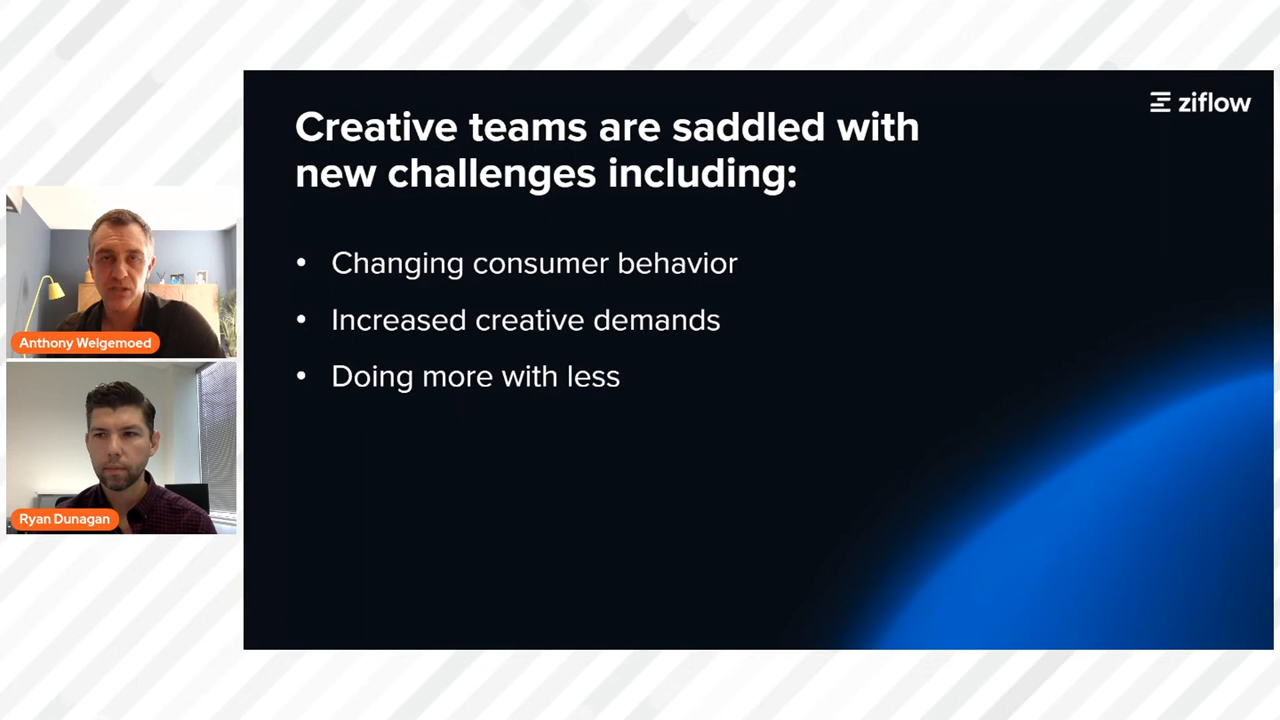 ziflow
Creative teams are saddled with
new challenges including:
• Changing consumer behavior
• Increased creative demands
• Doing more with less
Anthony Welgemoed
Ryan Dunagan